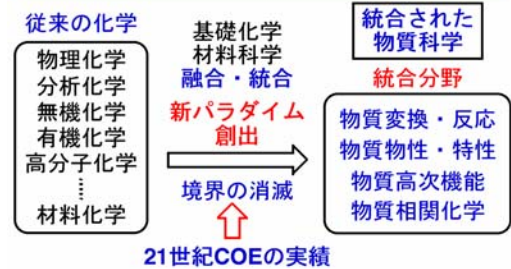 従来の化学
物理化学
分析化学
無機化学
有機化学
高分子化学
……
材料化学
基礎化学
材料科学
融合・統合
新パラダイム
創出
境界の消滅
21世紀COEの実績
統合された
物質科学
統合分野
物質変換・反応
物質物性・特性
物質高次機能
物質相関化学